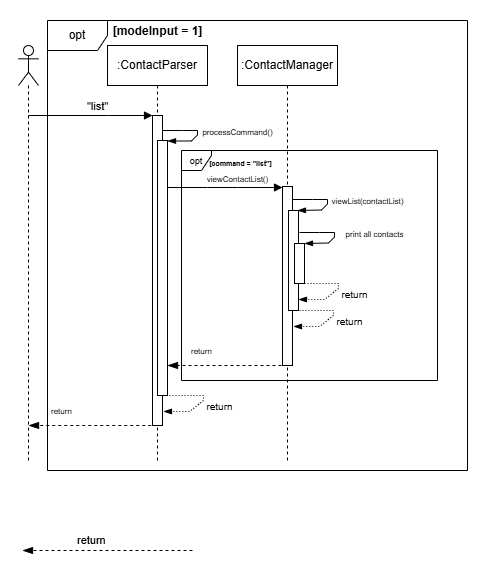 opt [modeInput = 1]
:ContactParser :ContactManager
"list"
processCommand()
opt [command = "list"]
viewContactList()
viewList(contactList)
print all contacts
return
return
return
return
return
return